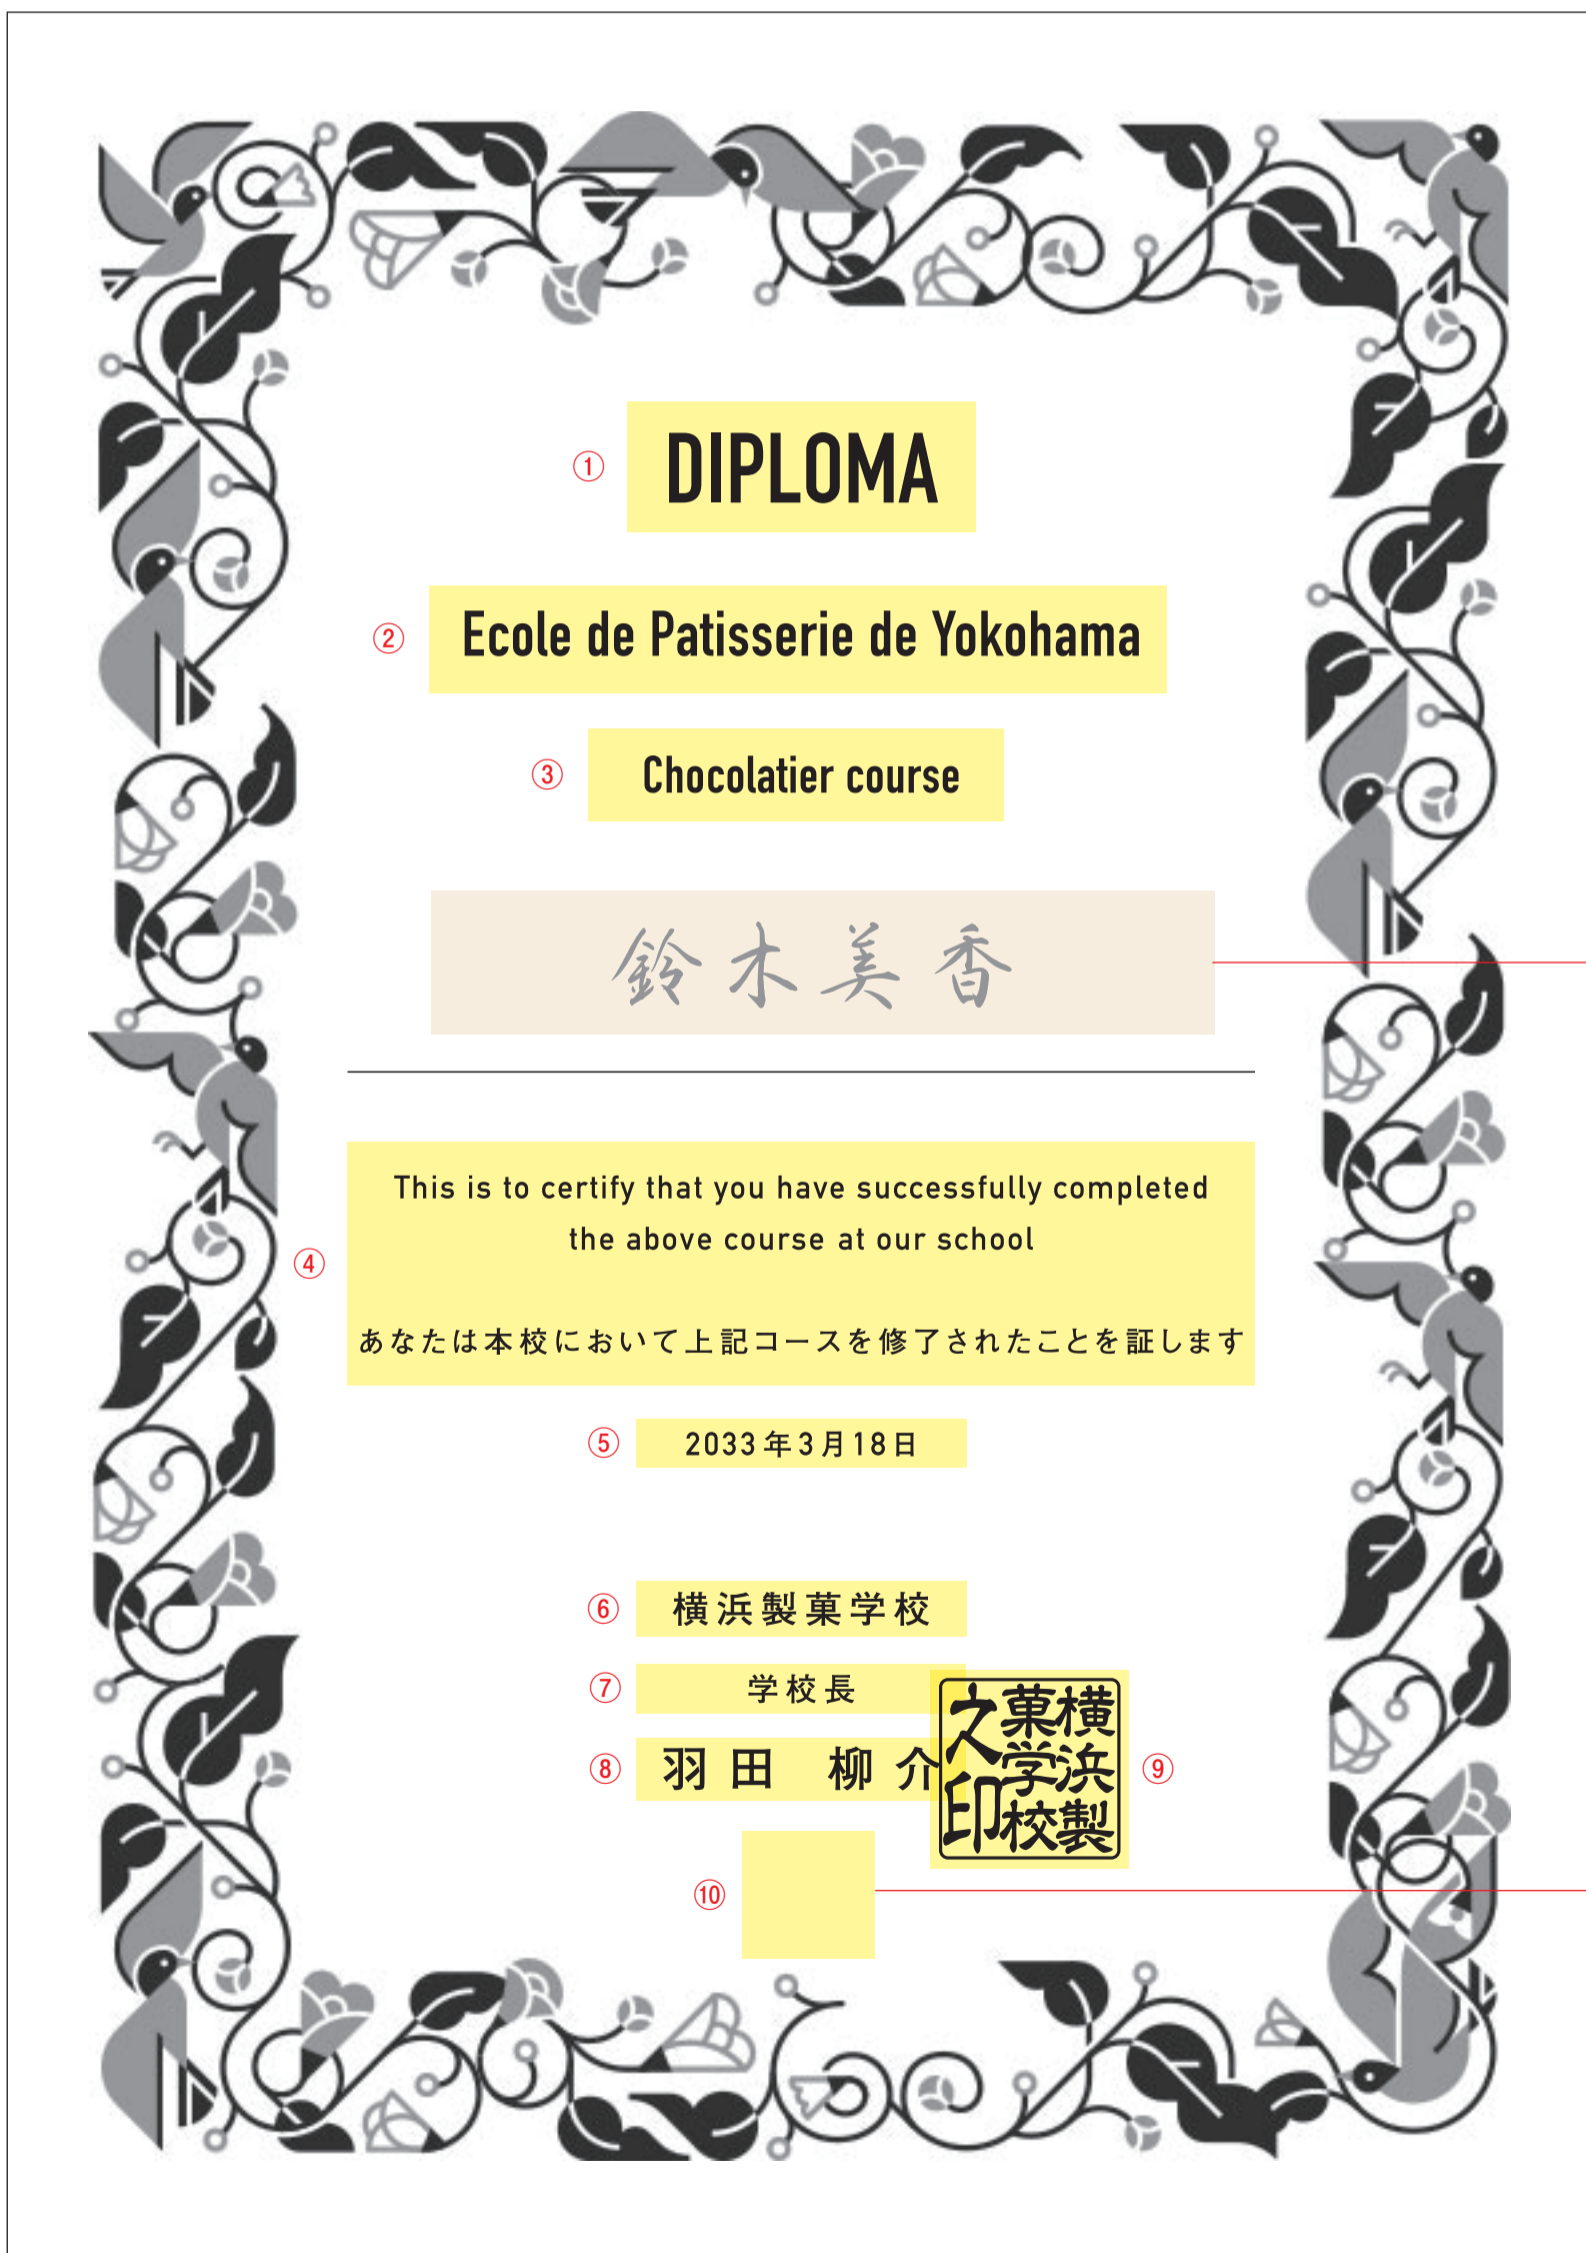 ① DIPLOMA
② Ecole de Patisserie de Yokohama
③ Chocolatier course
鈴木美香
This is to certify that you have successfully completed
the above course at our school
④
あなたは本校において上記コースを修了されたことを証します
⑤ 2033年3月18日
⑥ 横浜製菓学校
⑦ 学校長
⑧ 羽田 柳介
横浜製
菓学校
之印
⑨
⑩